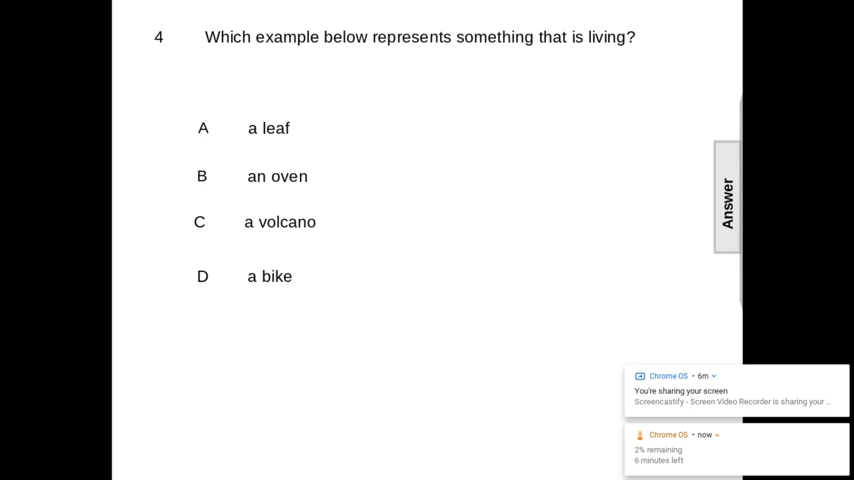 4 Which example below represents something that is living?
A a leaf
B an oven
C a volcano
D a bike
Answer
Chrome OS • 6m
You're sharing your screen
Screencastify - Screen Video Recorder is sharing your ...
Chrome OS • now
2% remaining
6 minutes left